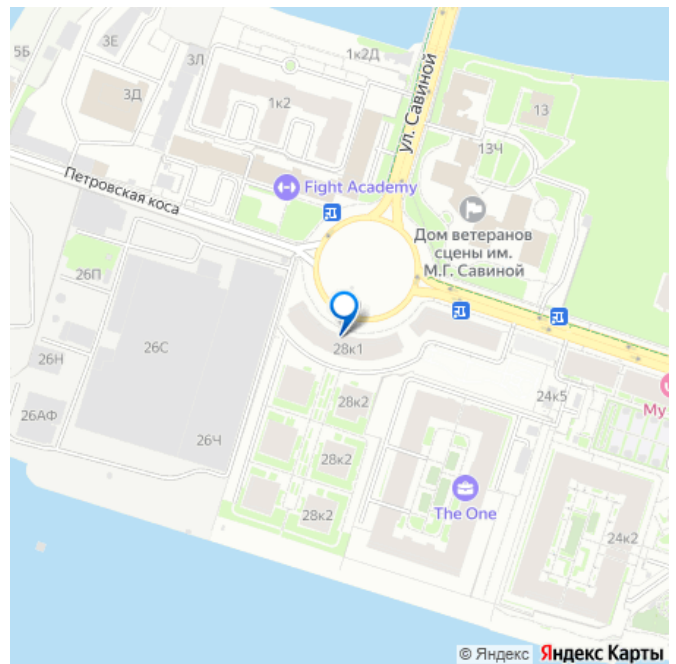 5Б
3Е
3Л
1к2Д
3Д
1к2
ул. Савиной
13
13Ч
Петровская коса
Fight Academy
Дом ветеранов
сцены им.
М.Г. Савиной
26П
26С
28к1
26Н
26АФ
26Ч
28к2
28к2
28к2
24к5
My
The One
24к2
© Яндекс Яндекс Карты